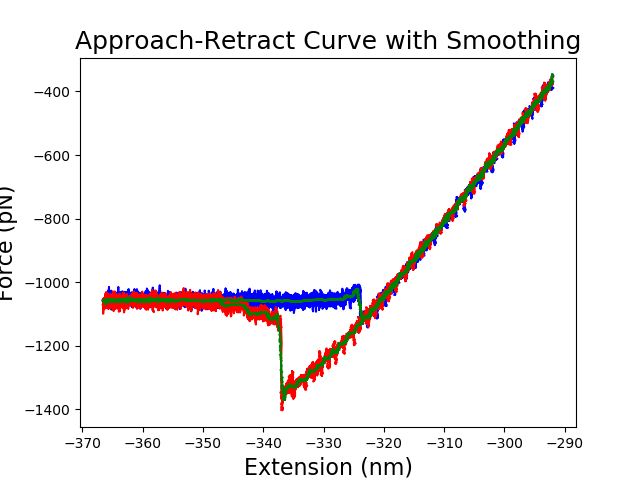 Approach-Retract Curve with Smoothing
−400
−600
−800
−1000
−1200
−1400
Force (pN)
−370 −360 −350 −340 −330 −320 −310 −300 −290
Extension (nm)